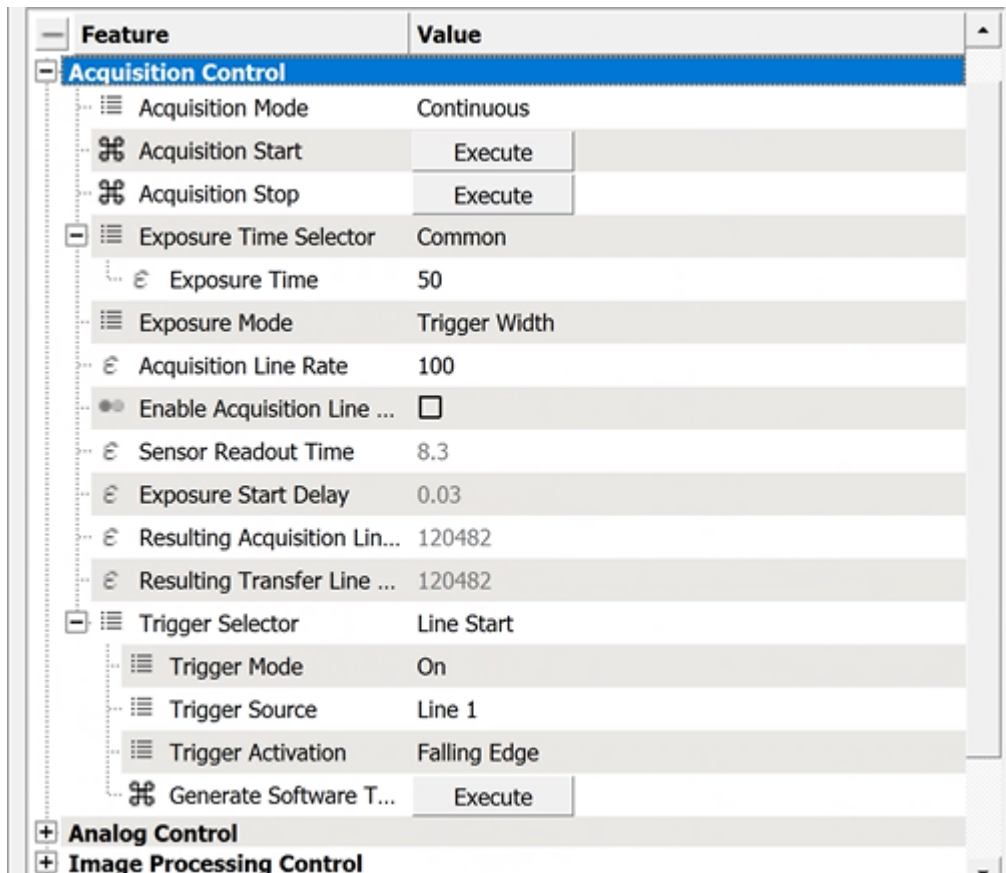 Feature Value
Acquisition Control
Acquisition Mode Continuous
Acquisition Start Execute
Acquisition Stop Execute
Exposure Time Selector Common
Exposure Time 50
Exposure Mode Trigger Width
Acquisition Line Rate 100
Enable Acquisition Line ...
Sensor Readout Time 8.3
Exposure Start Delay 0.03
Resulting Acquisition Lin... 120482
Resulting Transfer Line ... 120482
Trigger Selector Line Start
Trigger Mode On
Trigger Source Line 1
Trigger Activation Falling Edge
Generate Software T... Execute
Analog Control
Image Processing Control